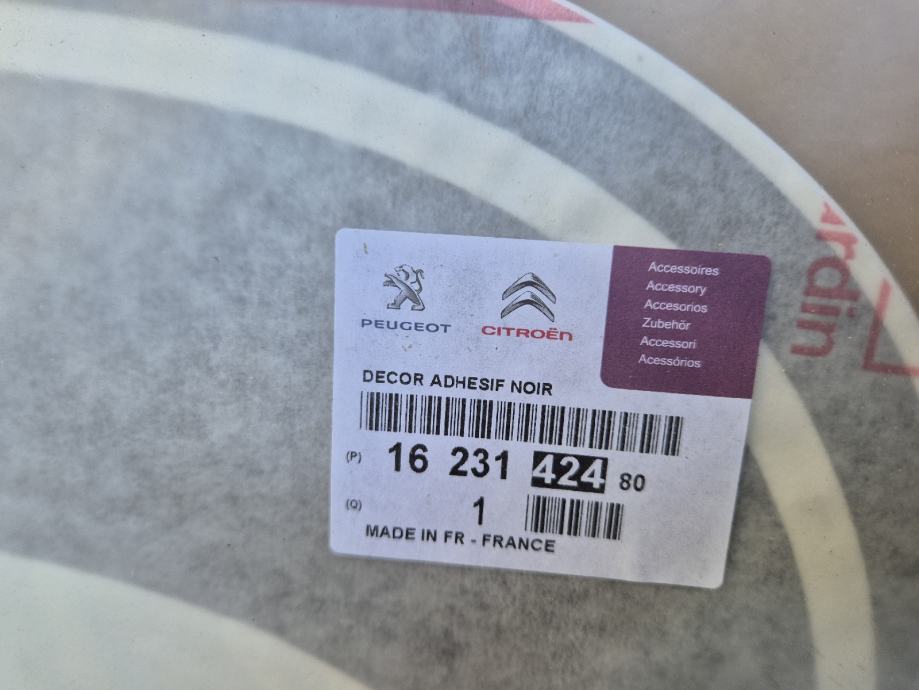 PEUGEOT
CITROËN
Accessoires
Accessory
Accesorios
Zubehör
Accessori
Acessórios
DECOR ADHESIF NOIR
(P) 16 231 424 80
(Q) 1
MADE IN FR - FRANCE